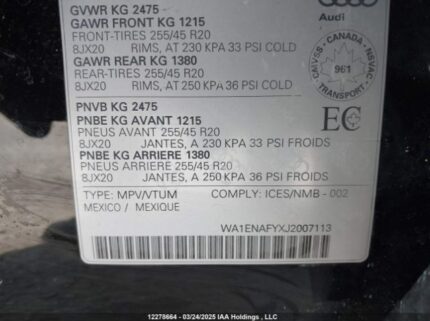 GVWR KG 2475
GAWR FRONT KG 1215
FRONT-TIRES 255/45 R20
8JX20 RIMS, AT 230 KPA 33 PSI COLD
GAWR REAR KG 1380
REAR-TIRES 255/45 R20
8JX20 RIMS, AT 250 KPA 36 PSI COLD
Audi
CMVSS - CANADA - NSVAC
961
TRANSPORT
PNVB KG 2475
PNBE KG AVANT 1215
PNEUS AVANT 255/45 R20
8JX20 JANTES, A 230 KPA 33 PSI FROIDS
PNBE KG ARRIERE 1380
PNEUS ARRIERE 255/45 R20
8JX20 JANTES, A 250 KPA 36 PSI FROIDS
EC
TYPE: MPV/VTUM COMPLY: ICES/NMB - 002
MEXICO / MEXIQUE
WA1ENAFYXJ2007113
12278664 --- 03/24/2025 IAA Holdings , LLC